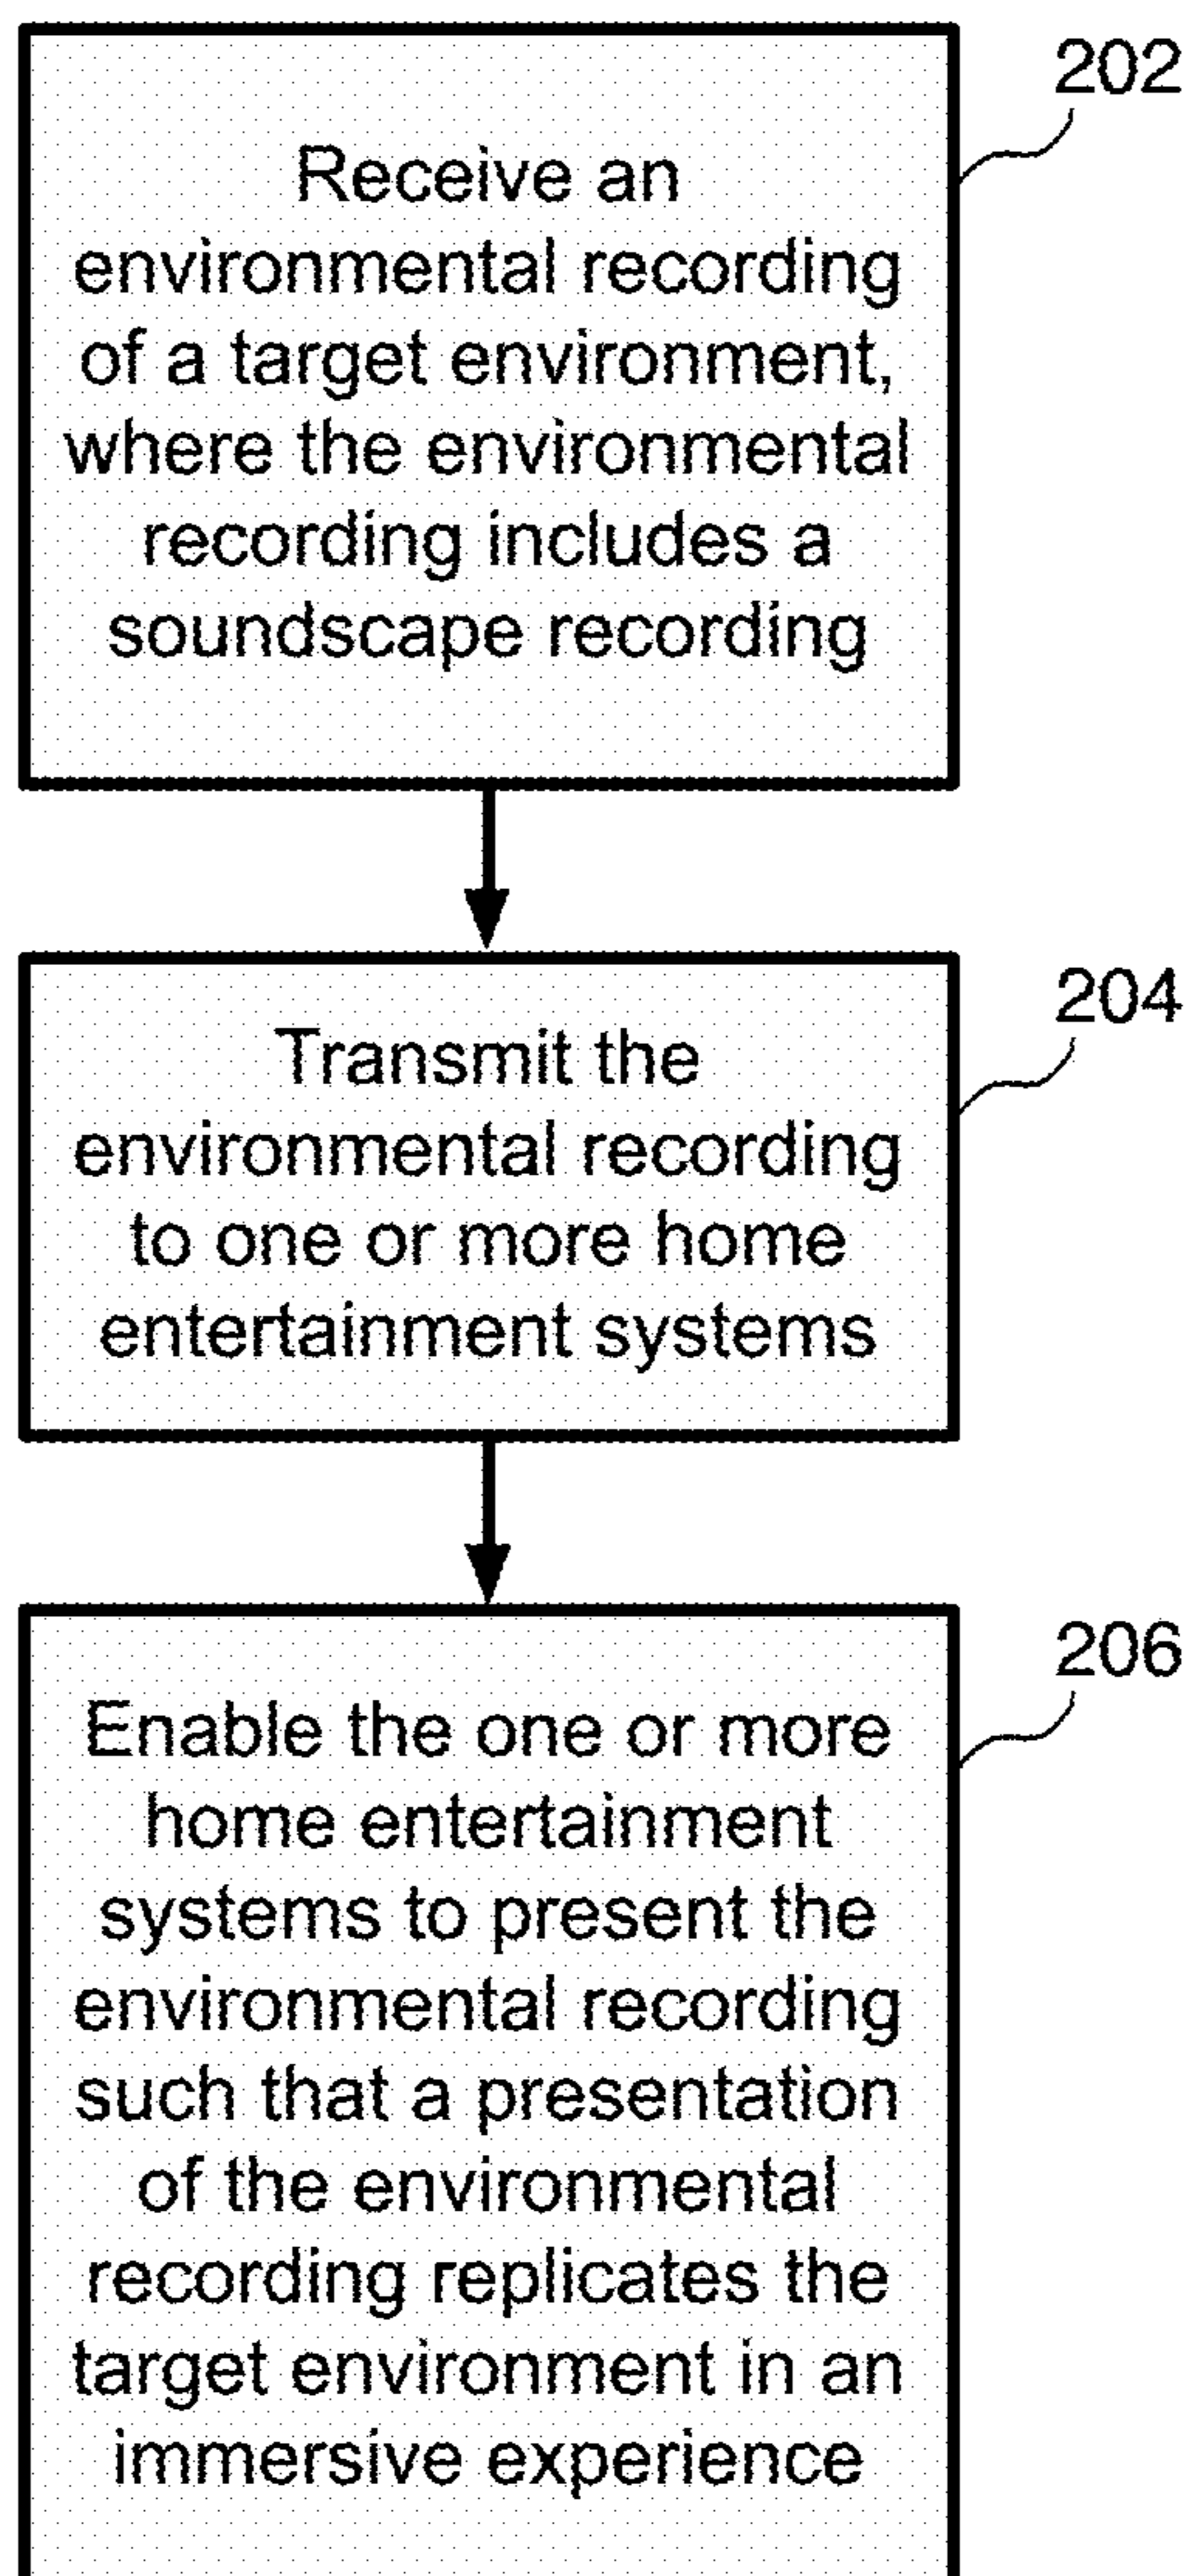 202
Receive an
environmental recording
of a target environment,
where the environmental
recording includes a
soundscape recording
204
Transmit the
environmental recording
to one or more home
entertainment systems
206
Enable the one or more
home entertainment
systems to present the
environmental recording
such that a presentation
of the environmental
recording replicates the
target environment in an
immersive experience